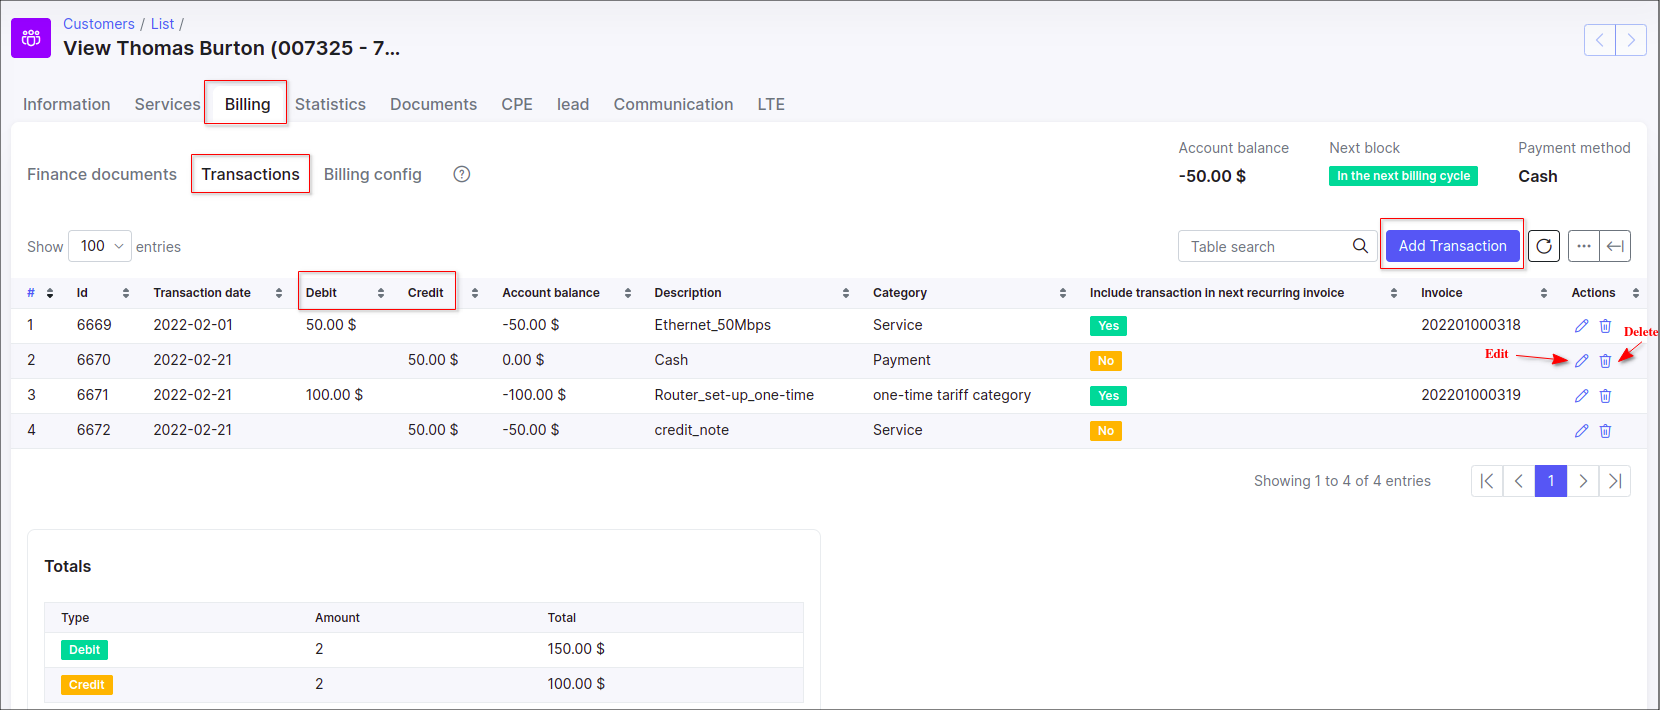 Customers / List /
View Thomas Burton (007325 - 7...
Information Services Billing Statistics Documents CPE lead Communication LTE
Account balance Next block Payment method
-50.00 $ In the next billing cycle Cash
Finance documents Transactions Billing config ?
Show 100 entries Table search Add Transaction ...
# Id Transaction date Debit Credit Account balance Description Category Include transaction in next recurring invoice Invoice Actions
1 6669 2022-02-01 50.00 $ -50.00 $ Ethernet_50Mbps Service Yes 202201000318
Delete
Edit
2 6670 2022-02-21 50.00 $ 0.00 $ Cash Payment No
3 6671 2022-02-21 100.00 $ -100.00 $ Router_set-up_one-time one-time tariff category Yes 202201000319
4 6672 2022-02-21 50.00 $ -50.00 $ credit_note Service No
Showing 1 to 4 of 4 entries 1
Totals
Type Amount Total
Debit 2 150.00 $
Credit 2 100.00 $